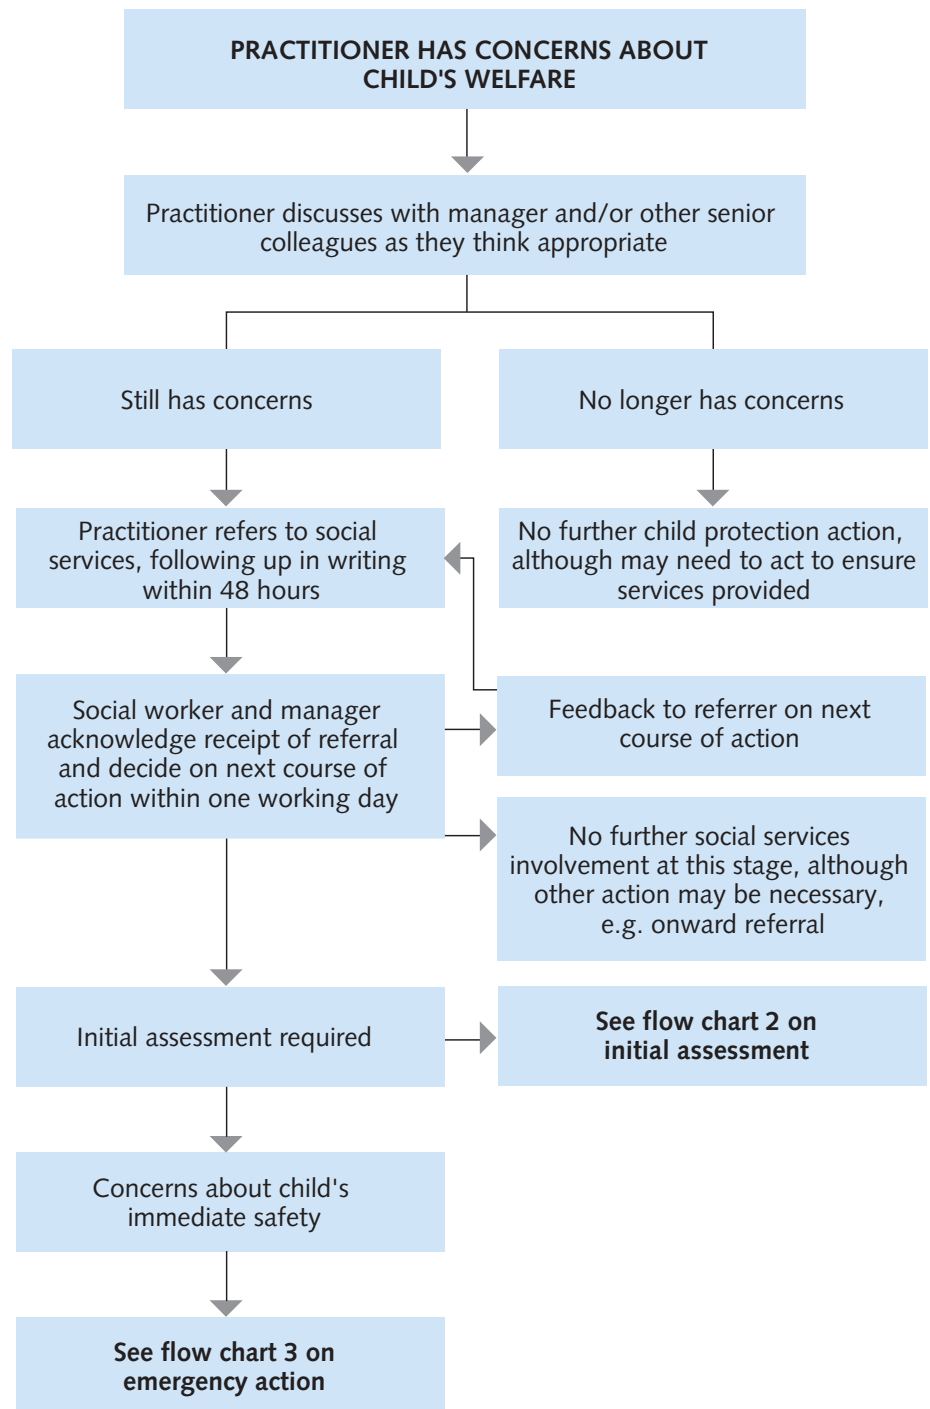 PRACTITIONER HAS CONCERNS ABOUT
CHILD'S WELFARE
Practitioner discusses with manager and/or other senior
colleagues as they think appropriate
Still has concerns
No longer has concerns
Practitioner refers to social
services, following up in writing
within 48 hours
No further child protection action,
although may need to act to ensure
services provided
Social worker and manager
acknowledge receipt of referral
and decide on next course of
action within one working day
Feedback to referrer on next
course of action
No further social services
involvement at this stage, although
other action may be necessary,
e.g. onward referral
Initial assessment required
See flow chart 2 on
initial assessment
Concerns about child's
immediate safety
See flow chart 3 on
emergency action